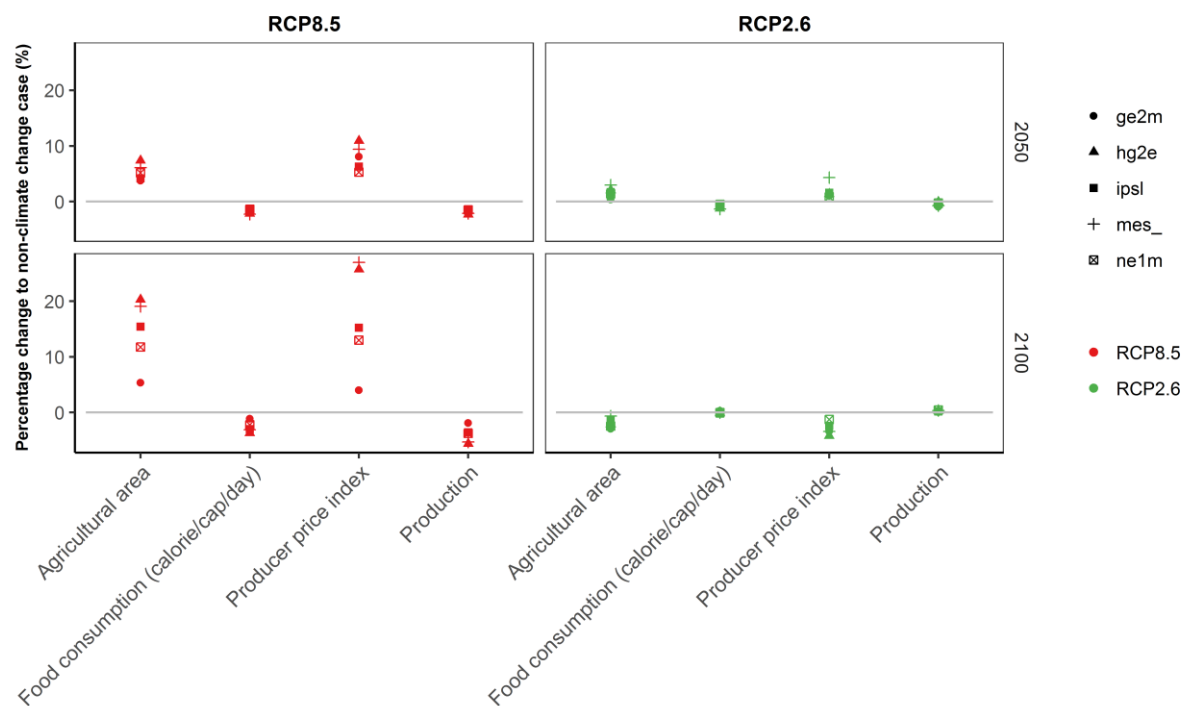 RCP8.5
RCP2.6
Percentage change to non-climate change case (%)
20
10
0
2050
20
10
0
2100
Agricultural area
Food consumption (calorie/cap/day)
Producer price index
Production
Agricultural area
Food consumption (calorie/cap/day)
Producer price index
Production
ge2m
hg2e
ipsl
mes_
ne1m
RCP8.5
RCP2.6